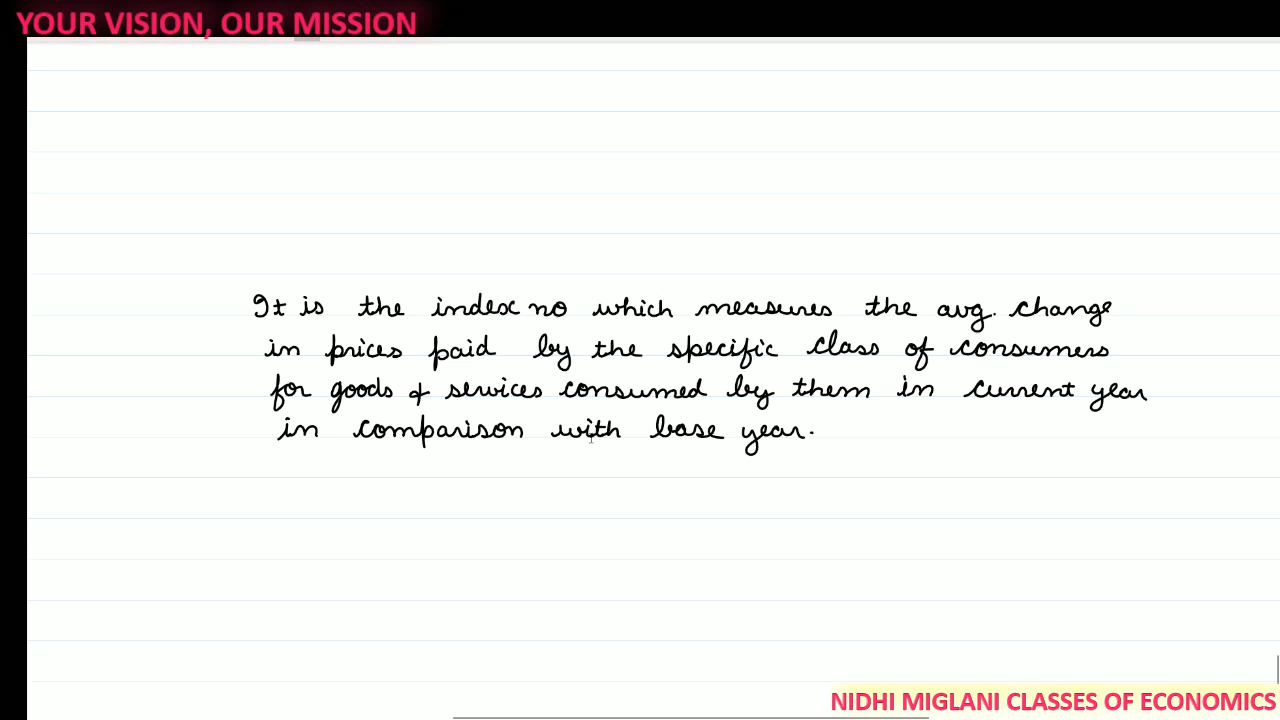 YOUR VISION, OUR MISSION
It is the index no which measures the avg. change
in prices paid by the specific class of consumers
for goods & services consumed by them in current year
in comparison with base year.
NIDHI MIGLANI CLASSES OF ECONOMICS